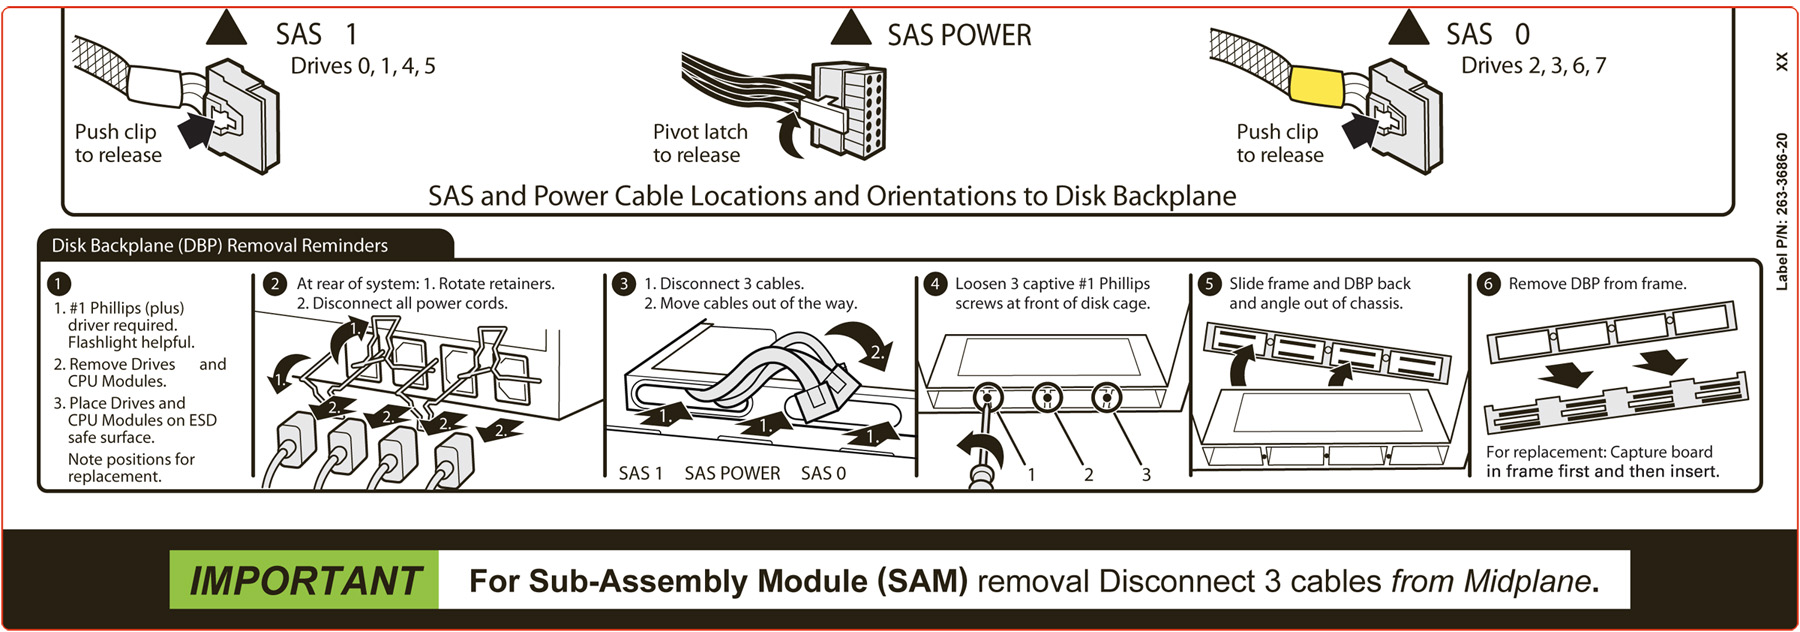 SAS 1
Drives 0, 1, 4, 5
Push clip
to release
SAS POWER
Pivot latch
to release
SAS 0
Drives 2, 3, 6, 7
Push clip
to release
SAS and Power Cable Locations and Orientations to Disk Backplane
Label P/N: 263-3686-20 XX
Disk Backplane (DBP) Removal Reminders
1
1. #1 Phillips (plus)
driver required.
Flashlight helpful.
2. Remove Drives and
CPU Modules.
3. Place Drives and
CPU Modules on ESD
safe surface.
Note positions for
replacement.
2 At rear of system: 1. Rotate retainers.
2. Disconnect all power cords.
1.
1.
2.
2.
2.
2.
3 1. Disconnect 3 cables.
2. Move cables out of the way.
2.
1.
1.
1.
SAS 1 SAS POWER SAS 0
4 Loosen 3 captive #1 Phillips
screws at front of disk cage.
1 2 3
5 Slide frame and DBP back
and angle out of chassis.
6 Remove DBP from frame.
For replacement: Capture board
in frame first and then insert.
IMPORTANT For Sub-Assembly Module (SAM) removal Disconnect 3 cables from Midplane.